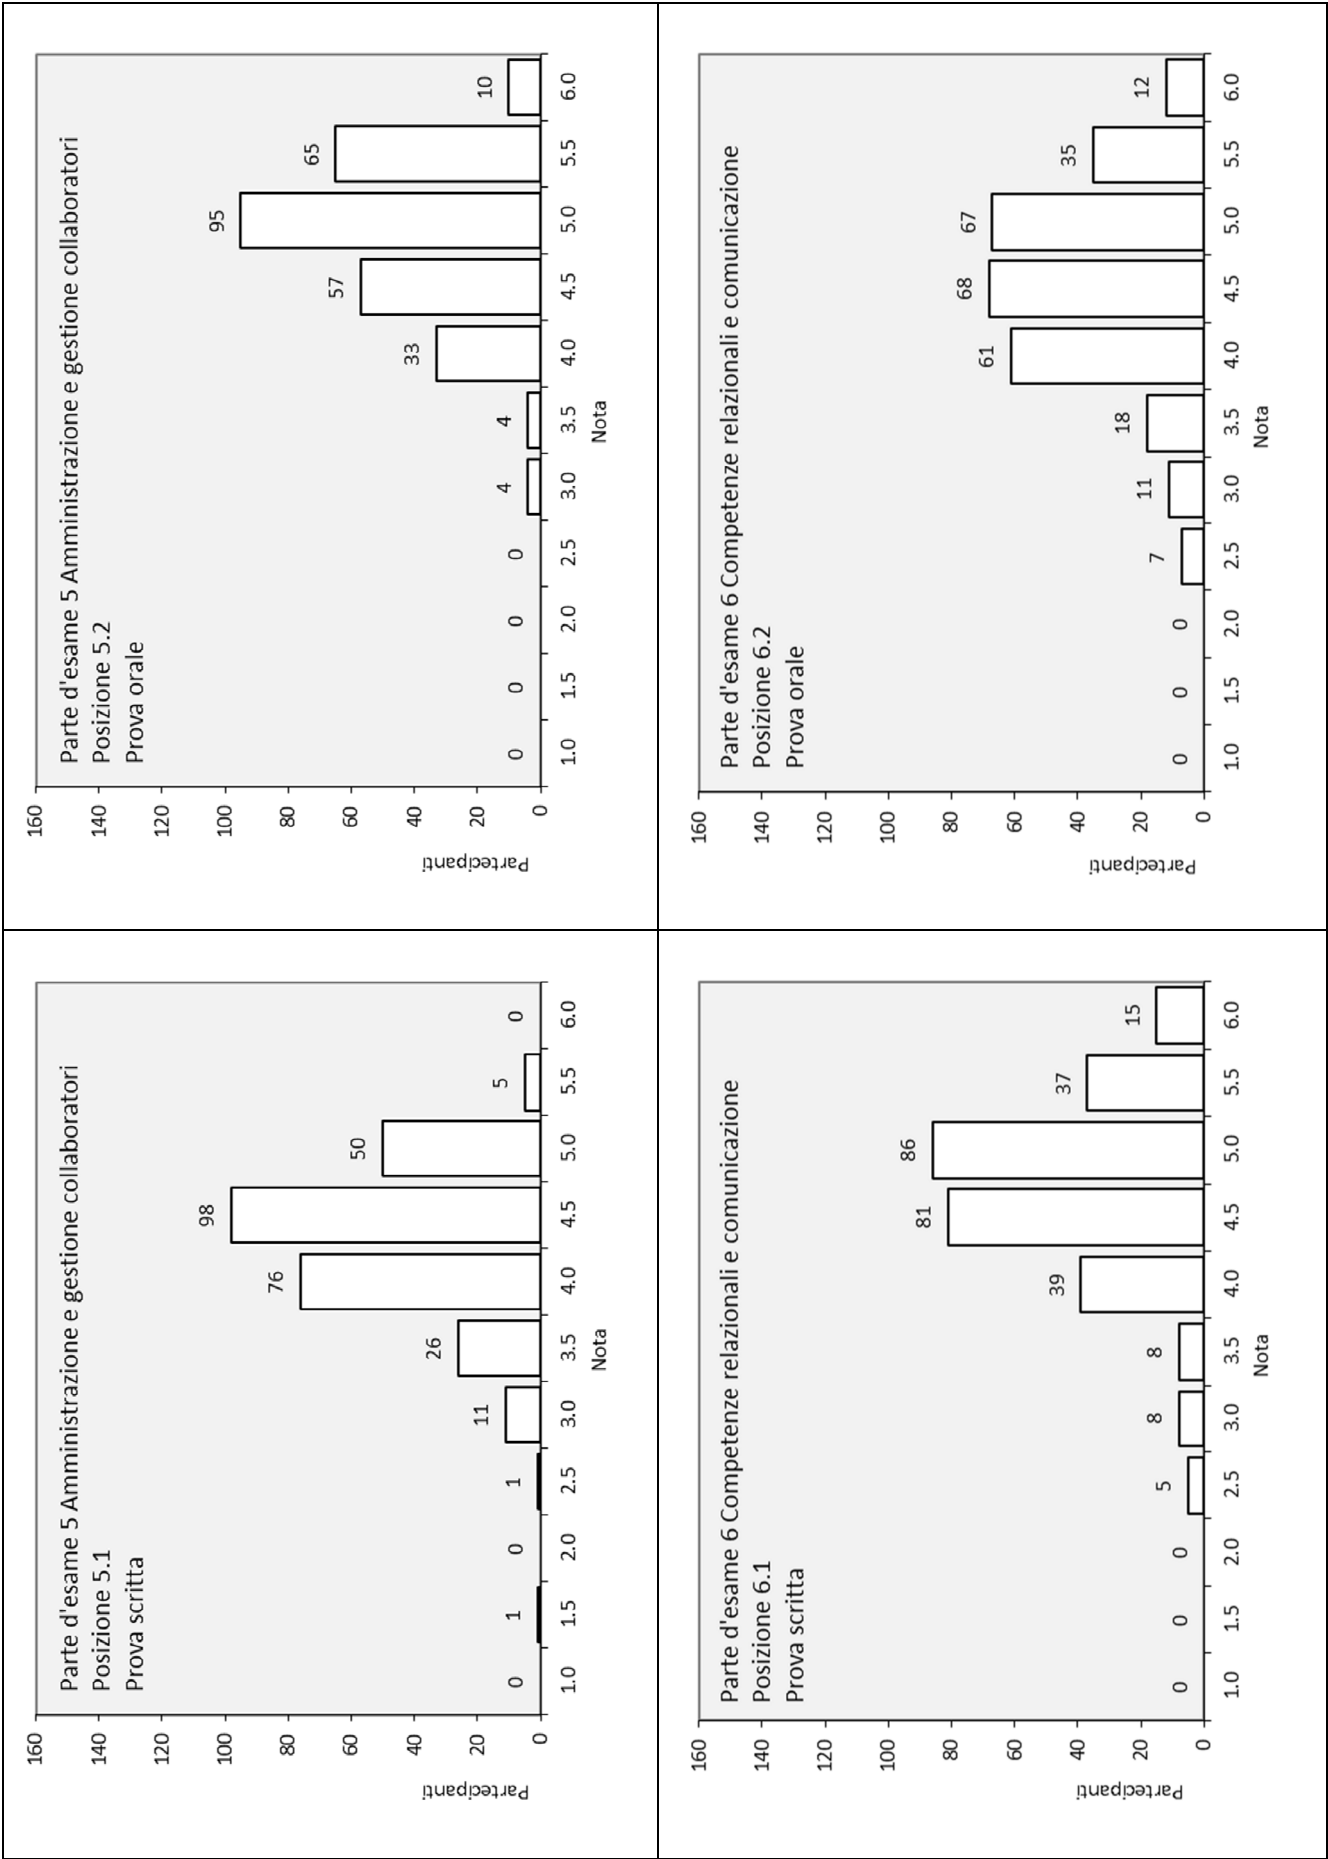 Parte d'esame 5 Amministrazione e gestione collaboratori
Posizione 5.1
Prova scritta
Partecipanti
160
140
120
100
80
60
40
20
0
0 1 0 1 11 26 76 98 50 5 0
1.0 1.5 2.0 2.5 3.0 3.5 4.0 4.5 5.0 5.5 6.0
Nota
Parte d'esame 5 Amministrazione e gestione collaboratori
Posizione 5.2
Prova orale
Partecipanti
160
140
120
100
80
60
40
20
0
0 0 0 0 4 4 33 57 95 65 10
1.0 1.5 2.0 2.5 3.0 3.5 4.0 4.5 5.0 5.5 6.0
Nota
Parte d'esame 6 Competenze relazionali e comunicazione
Posizione 6.1
Prova scritta
Partecipanti
160
140
120
100
80
60
40
20
0
0 0 0 5 8 8 39 81 86 37 15
1.0 1.5 2.0 2.5 3.0 3.5 4.0 4.5 5.0 5.5 6.0
Nota
Parte d'esame 6 Competenze relazionali e comunicazione
Posizione 6.2
Prova orale
Partecipanti
160
140
120
100
80
60
40
20
0
0 0 0 7 11 18 61 68 67 35 12
1.0 1.5 2.0 2.5 3.0 3.5 4.0 4.5 5.0 5.5 6.0
Nota